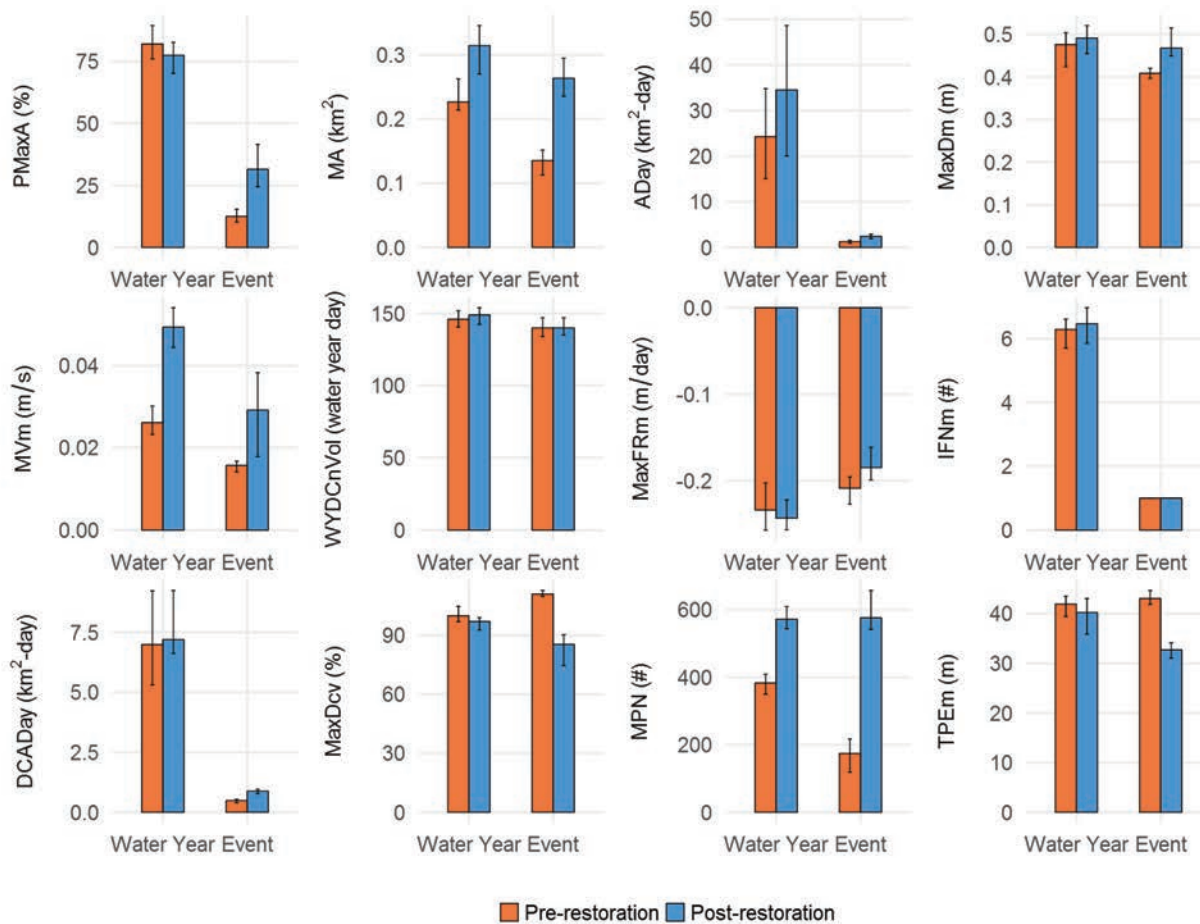 PMaxA (%)
75
50
25
0
Water Year Event
MA (km²)
0.3
0.2
0.1
0.0
Water Year Event
ADay (km²-day)
50
40
30
20
10
0
Water Year Event
MaxDm (m)
0.5
0.4
0.3
0.2
0.1
0.0
Water Year Event
MVm (m/s)
0.04
0.02
0.00
Water Year Event
WYDCnVol (water year day)
150
100
50
0
Water Year Event
MaxFRm (m/day)
0.0
-0.1
-0.2
Water Year Event
IFNm (#)
6
4
2
0
Water Year Event
DCADay (km²-day)
7.5
5.0
2.5
0.0
Water Year Event
MaxDcv (%)
90
60
30
0
Water Year Event
MPN (#)
600
400
200
0
Water Year Event
TPEm (m)
40
30
20
10
0
Water Year Event
Pre-restoration Post-restoration